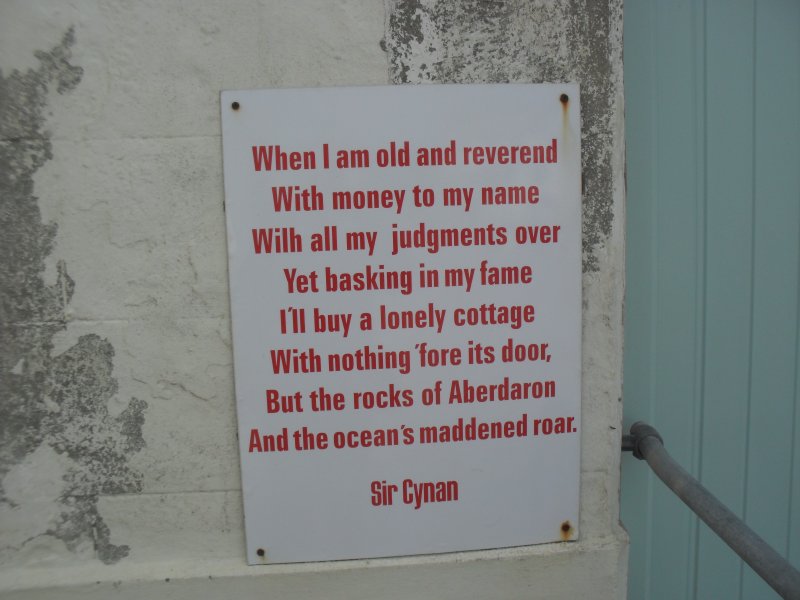 When I am old and reverend
With money to my name
Wilh all my judgments over
Yet basking in my fame
I'll buy a lonely cottage
With nothing 'fore its door,
But the rocks of Aberdaron
And the ocean's maddened roar.
Sir Cynan